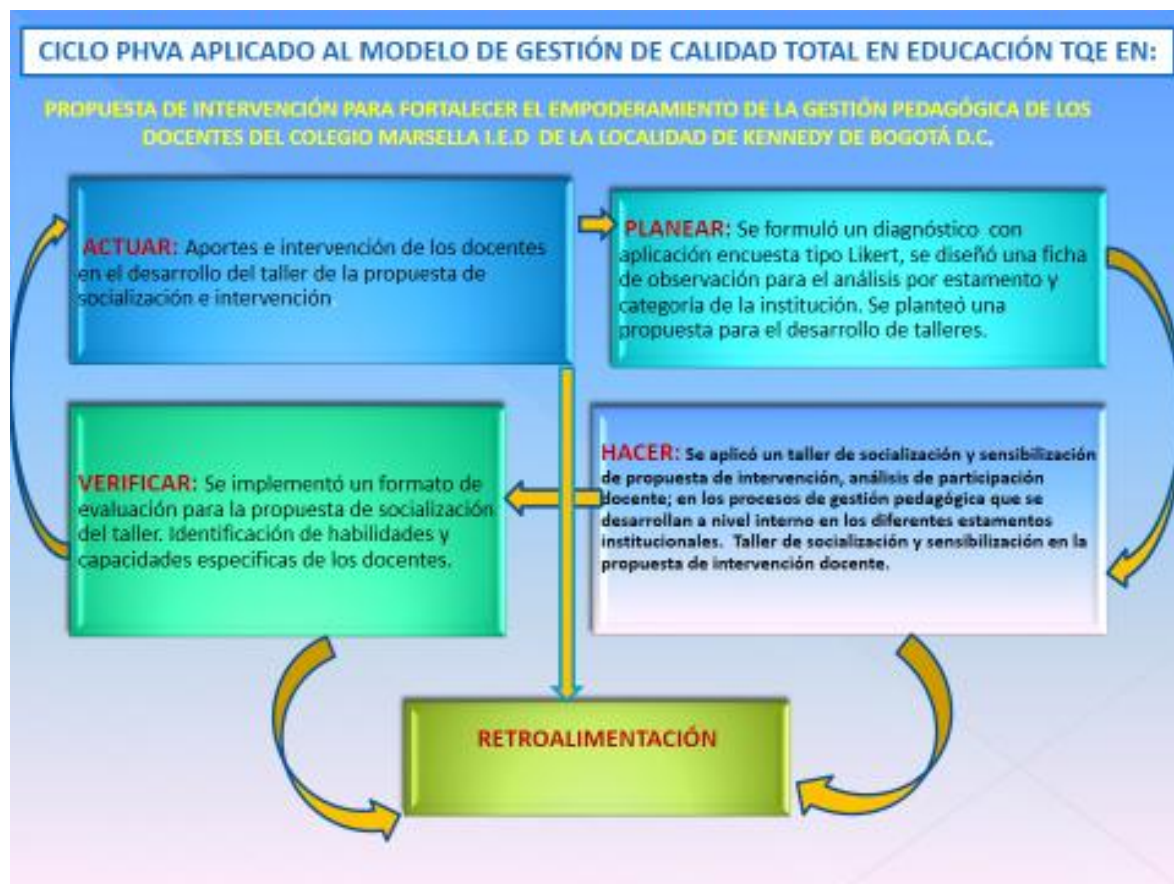 CICLO PHVA APLICADO AL MODELO DE GESTIÓN DE CALIDAD TOTAL EN EDUCACIÓN TQE EN:
PROPUESTA DE INTERVENCIÓN PARA FORTALECER EL EMPODERAMIENTO DE LA GESTIÓN PEDAGÓGICA DE LOS
DOCENTES DEL COLEGIO MARSELLA I.E.D DE LA LOCALIDAD DE KENNEDY DE BOGOTÁ D.C.
ACTUAR: Aportes e intervención de los docentes
en el desarrollo del taller de la propuesta de
socialización e intervención
PLANEAR: Se formuló un diagnóstico con
aplicación encuesta tipo Likert, se diseñó una ficha
de observación para el análisis por estamento y
categoría de la institución. Se planteó una
propuesta para el desarrollo de talleres.
VERIFICAR: Se implementó un formato de
evaluación para la propuesta de socialización
del taller. Identificación de habilidades y
capacidades especificas de los docentes.
HACER: Se aplicó un taller de socialización y sensibilización
de propuesta de intervención, análisis de participación
docente; en los procesos de gestión pedagógica que se
desarrollan a nivel interno en los diferentes estamentos
institucionales. Taller de socialización y sensibilización en la
propuesta de intervención docente.
RETROALIMENTACIÓN